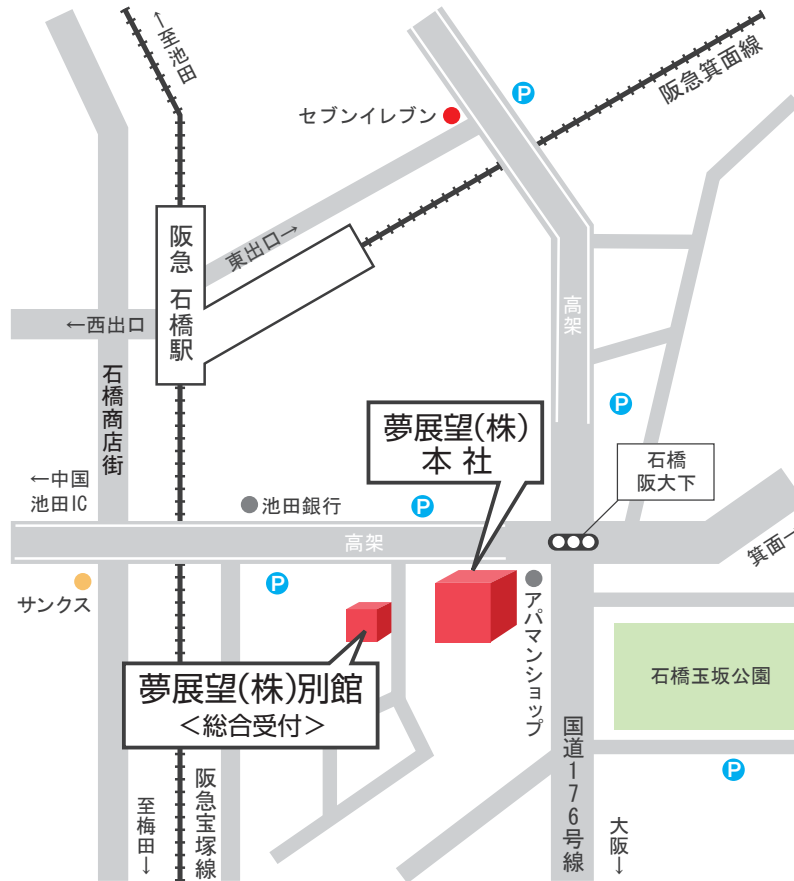 ←至池田
阪急箕面線
P
セブンイレブン
東出口→
阪急 石橋駅
←西出口
高架
石橋商店街
P
夢展望(株)
本 社
石橋
阪大下
←中国
池田IC
池田銀行
P
高架
箕面→
サンクス
P
アパマンショップ
夢展望(株)別館
＜総合受付＞
石橋玉坂公園
国道176号線
P
阪急宝塚線
至梅田↓
大阪↓